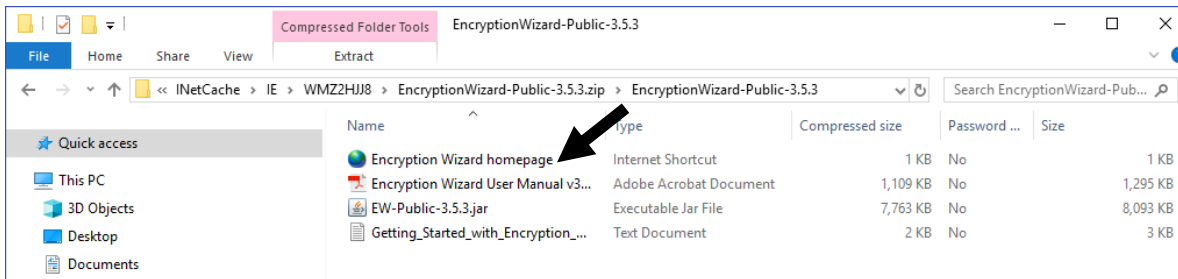 Compressed Folder Tools EncryptionWizard-Public-3.5.3
File Home Share View Extract
« INetCache > IE > WMZ2HJJ8 > EncryptionWizard-Public-3.5.3.zip > EncryptionWizard-Public-3.5.3 Search EncryptionWizard-Pub...
Name Type Compressed size Password ... Size
Quick access
Encryption Wizard homepage Internet Shortcut 1 KB No 1 KB
This PC
Encryption Wizard User Manual v3... Adobe Acrobat Document 1,109 KB No 1,295 KB
3D Objects
EW-Public-3.5.3.jar Executable Jar File 7,763 KB No 8,093 KB
Desktop
Getting_Started_with_Encryption_... Text Document 2 KB No 3 KB
Documents